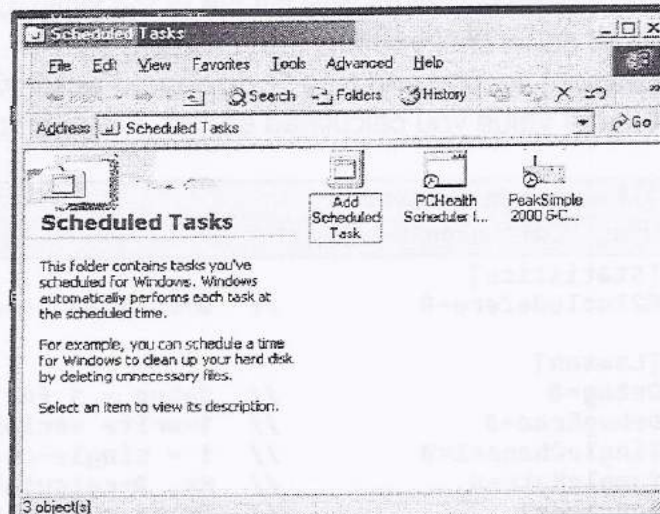 Scheduled Tasks
File Edit View Favorites Tools Advanced Help
Search Folders History
Address Scheduled Tasks Go
Scheduled Tasks
This folder contains tasks you've
scheduled for Windows. Windows
automatically performs each task at
the scheduled time.
For example, you can schedule a time
for Windows to clean up your hard disk
by deleting unnecessary files.
Select an item to view its description.
Add
Scheduled
Task
PCHealth
Scheduler f...
PeakSimple
2000 5-C...
3 object(s)